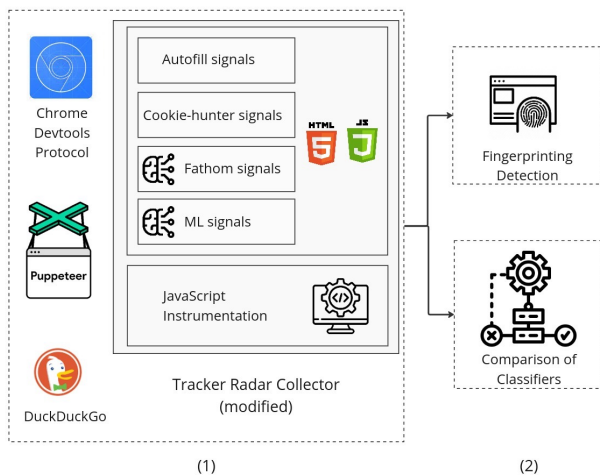 Chrome
Devtools
Protocol
Puppeteer
DuckDuckGo
Autofill signals
Cookie-hunter signals
Fathom signals
ML signals
HTML
5
JS
JavaScript
Instrumentation
</>
Tracker Radar Collector
(modified)
(1)
Fingerprinting
Detection
Comparison of
Classifiers
(2)